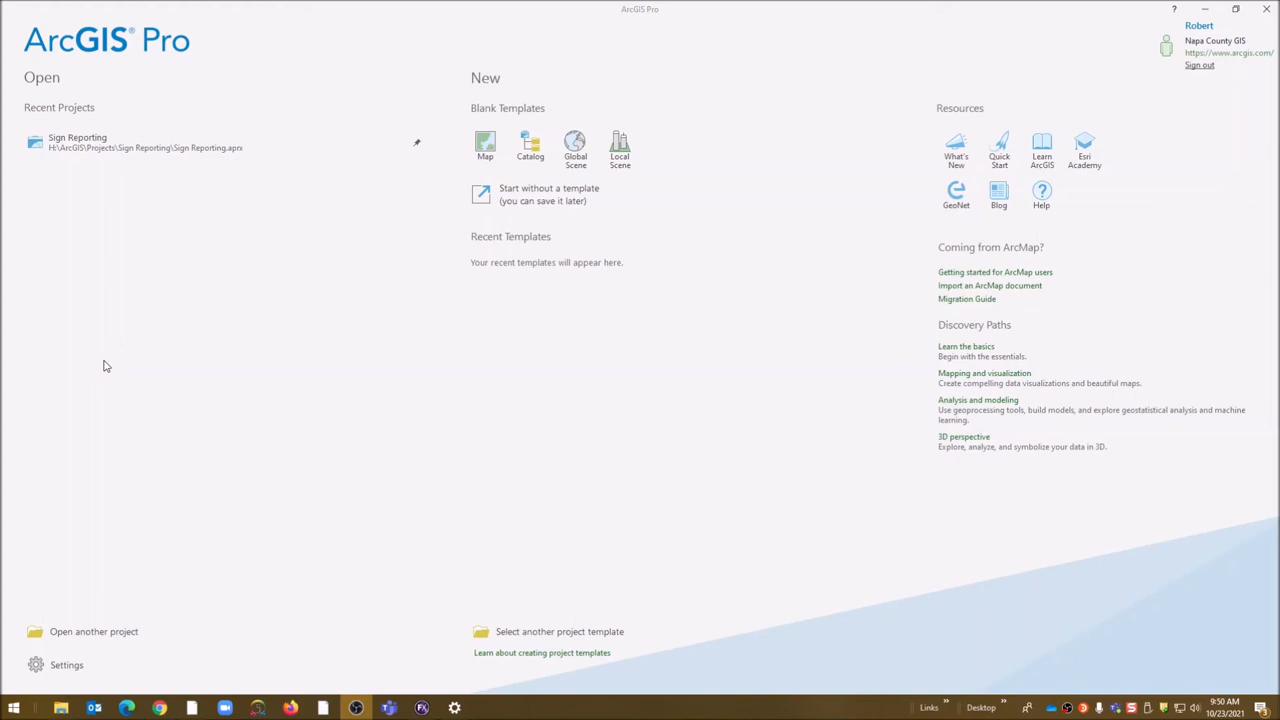 ArcGIS Pro
ArcGIS® Pro
Robert
Napa County GIS
https://www.arcgis.com/
Sign out
Open
Recent Projects
Sign Reporting
H:\ArcGIS\Projects\Sign Reporting\Sign Reporting.aprx
New
Blank Templates
Map
Catalog
Global
Scene
Local
Scene
Start without a template
(you can save it later)
Recent Templates
Your recent templates will appear here.
Resources
What's
New
Quick
Start
Learn
ArcGIS
Esri
Academy
GeoNet
Blog
Help
Coming from ArcMap?
Getting started for ArcMap users
Import an ArcMap document
Migration Guide
Discovery Paths
Learn the basics
Begin with the essentials.
Mapping and visualization
Create compelling data visualizations and beautiful maps.
Analysis and modeling
Use geoprocessing tools, build models, and explore geostatistical analysis and machine
learning.
3D perspective
Explore, analyze, and symbolize your data in 3D.
Open another project
Settings
Select another project template
Learn about creating project templates
Links
Desktop
9:50 AM
10/23/2021